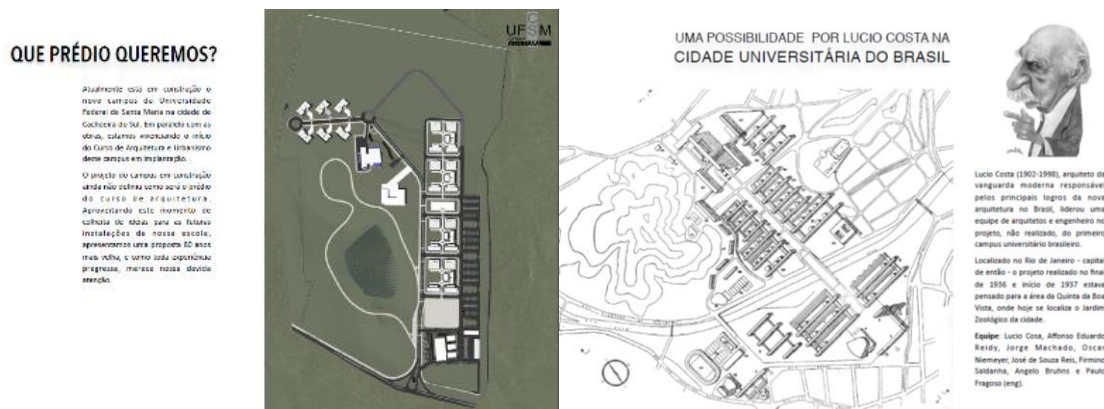 QUE PRÉDIO QUEREMOS?
Atualmente está em construção o
novo campus da Universidade
Federal de Santa Maria na cidade de
Cachoeira do Sul. Em paralelo com as
obras, estamos vivenciando o início
do Curso de Arquitetura e Urbanismo
deste campus em implantação.
O projeto do campus em construção
ainda não definiu como será o prédio
do curso de arquitetura.
Aproveitando este momento de
colheita de ideias para as futuras
instalações de nossa escola,
apresentamos uma proposta 80 anos
mais velha, e como toda experiência
pregressa, merece nossa devida
atenção.
UFSM
UMA POSSIBILIDADE POR LUCIO COSTA NA
CIDADE UNIVERSITÁRIA DO BRASIL
Lucio Costa (1902-1998), arquiteto da
vanguarda moderna responsável
pelos principais logros da nova
arquitetura no Brasil, liderou uma
equipe de arquitetos e engenheiro no
projeto, não realizado, do primeiro
campus universitário brasileiro.
Localizado no Rio de Janeiro - capital
de então - o projeto realizado no final
de 1936 e início de 1937 estava
pensado para a área da Quinta da Boa
Vista, onde hoje se localiza o Jardim
Zoológico da cidade.
Equipe: Lucio Cosa, Affonso Eduardo
Reidy, Jorge Machado, Oscar
Niemeyer, José de Souza Reis, Firmino
Saldanha, Angelo Bruhns e Paulo
Fragoso (eng).